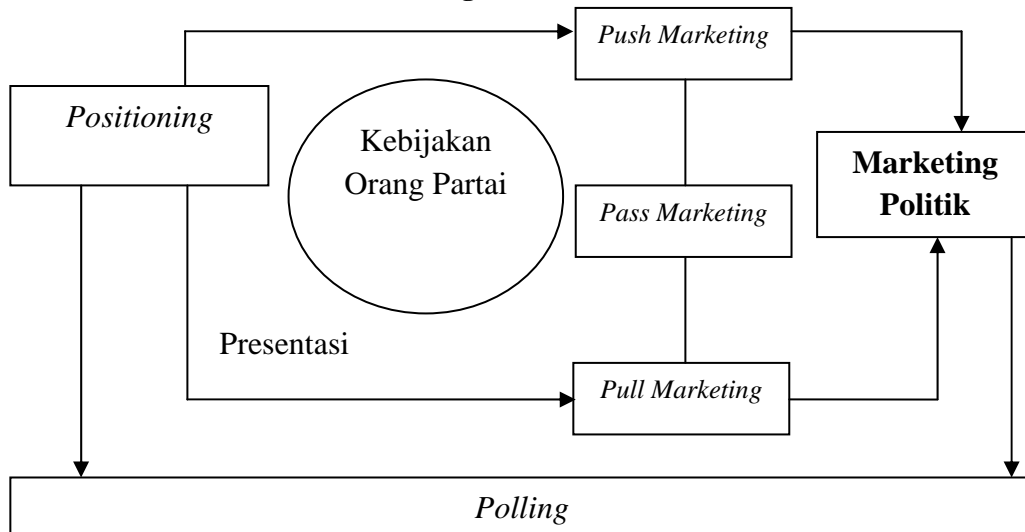 Push Marketing
Positioning
Kebijakan
Orang Partai
Marketing
Politik
Pass Marketing
Presentasi
Pull Marketing
Polling